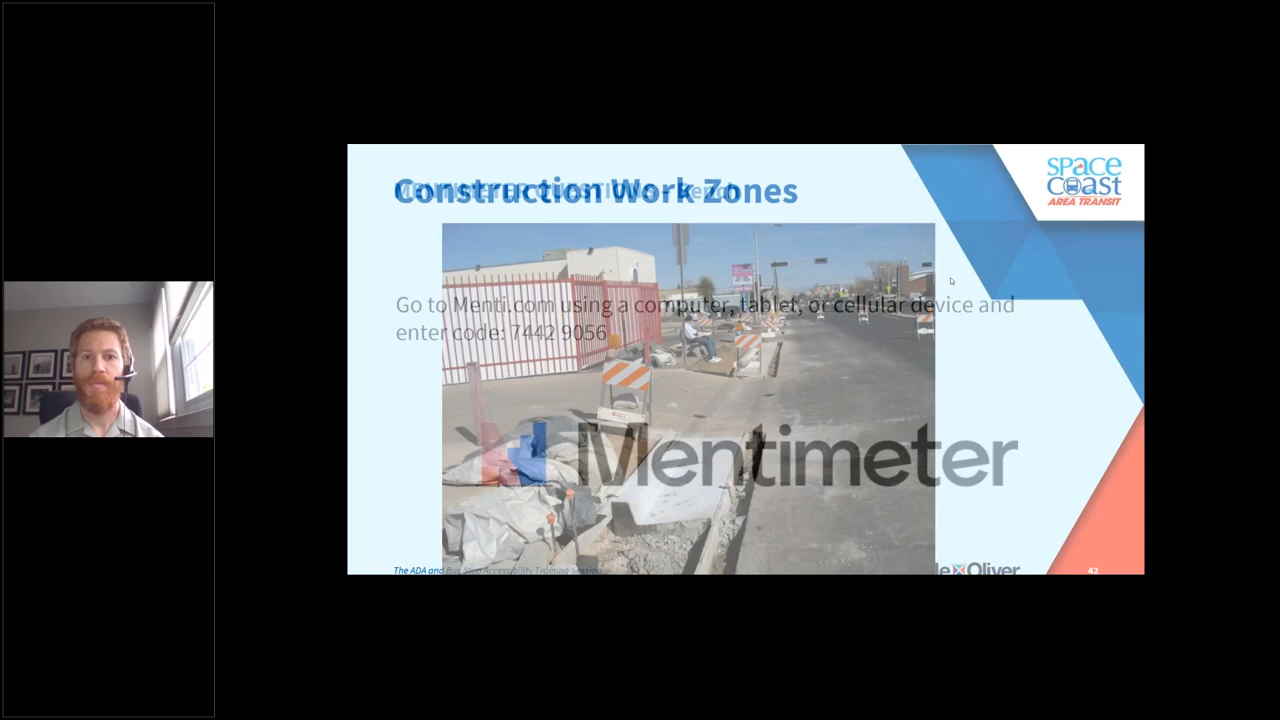 space
coast
AREA TRANSIT
Construction Work Zones
Go to Menti.com using a computer, tablet, or cellular device and
enter code: 7442 9056
Mentimeter
The ADA and Bus Stop Accessibility Training Session
Oliver
42